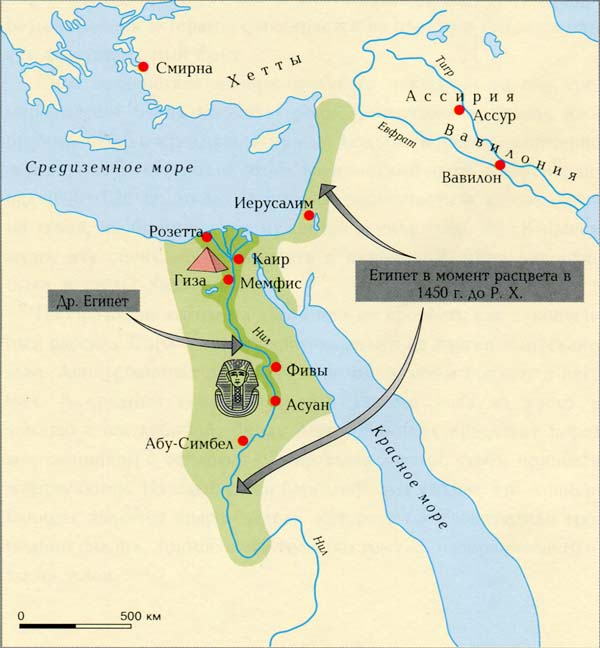 Смирна
Хетты
Тигр
Ассирия
Ассур
Евфрат
Вавилония
Вавилон
Средиземное море
Иерусалим
Розетта
Каир
Гиза
Мемфис
Египет в момент расцвета в
1450 г. до Р. Х.
Др. Египет
Нил
Фивы
Асуан
Абу-Симбел
Красное море
Нил
0 500 км